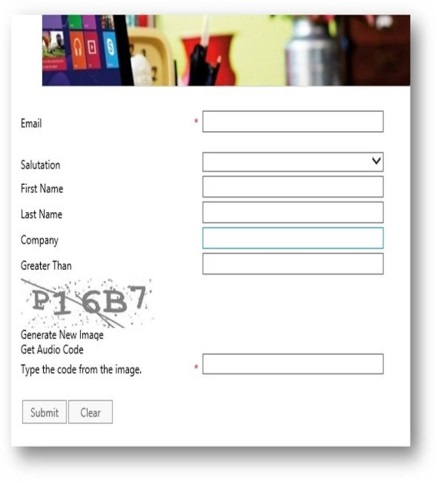 Email *
Salutation
First Name
Last Name
Company
Greater Than
P16B7
Generate New Image
Get Audio Code
Type the code from the image. *
Submit Clear